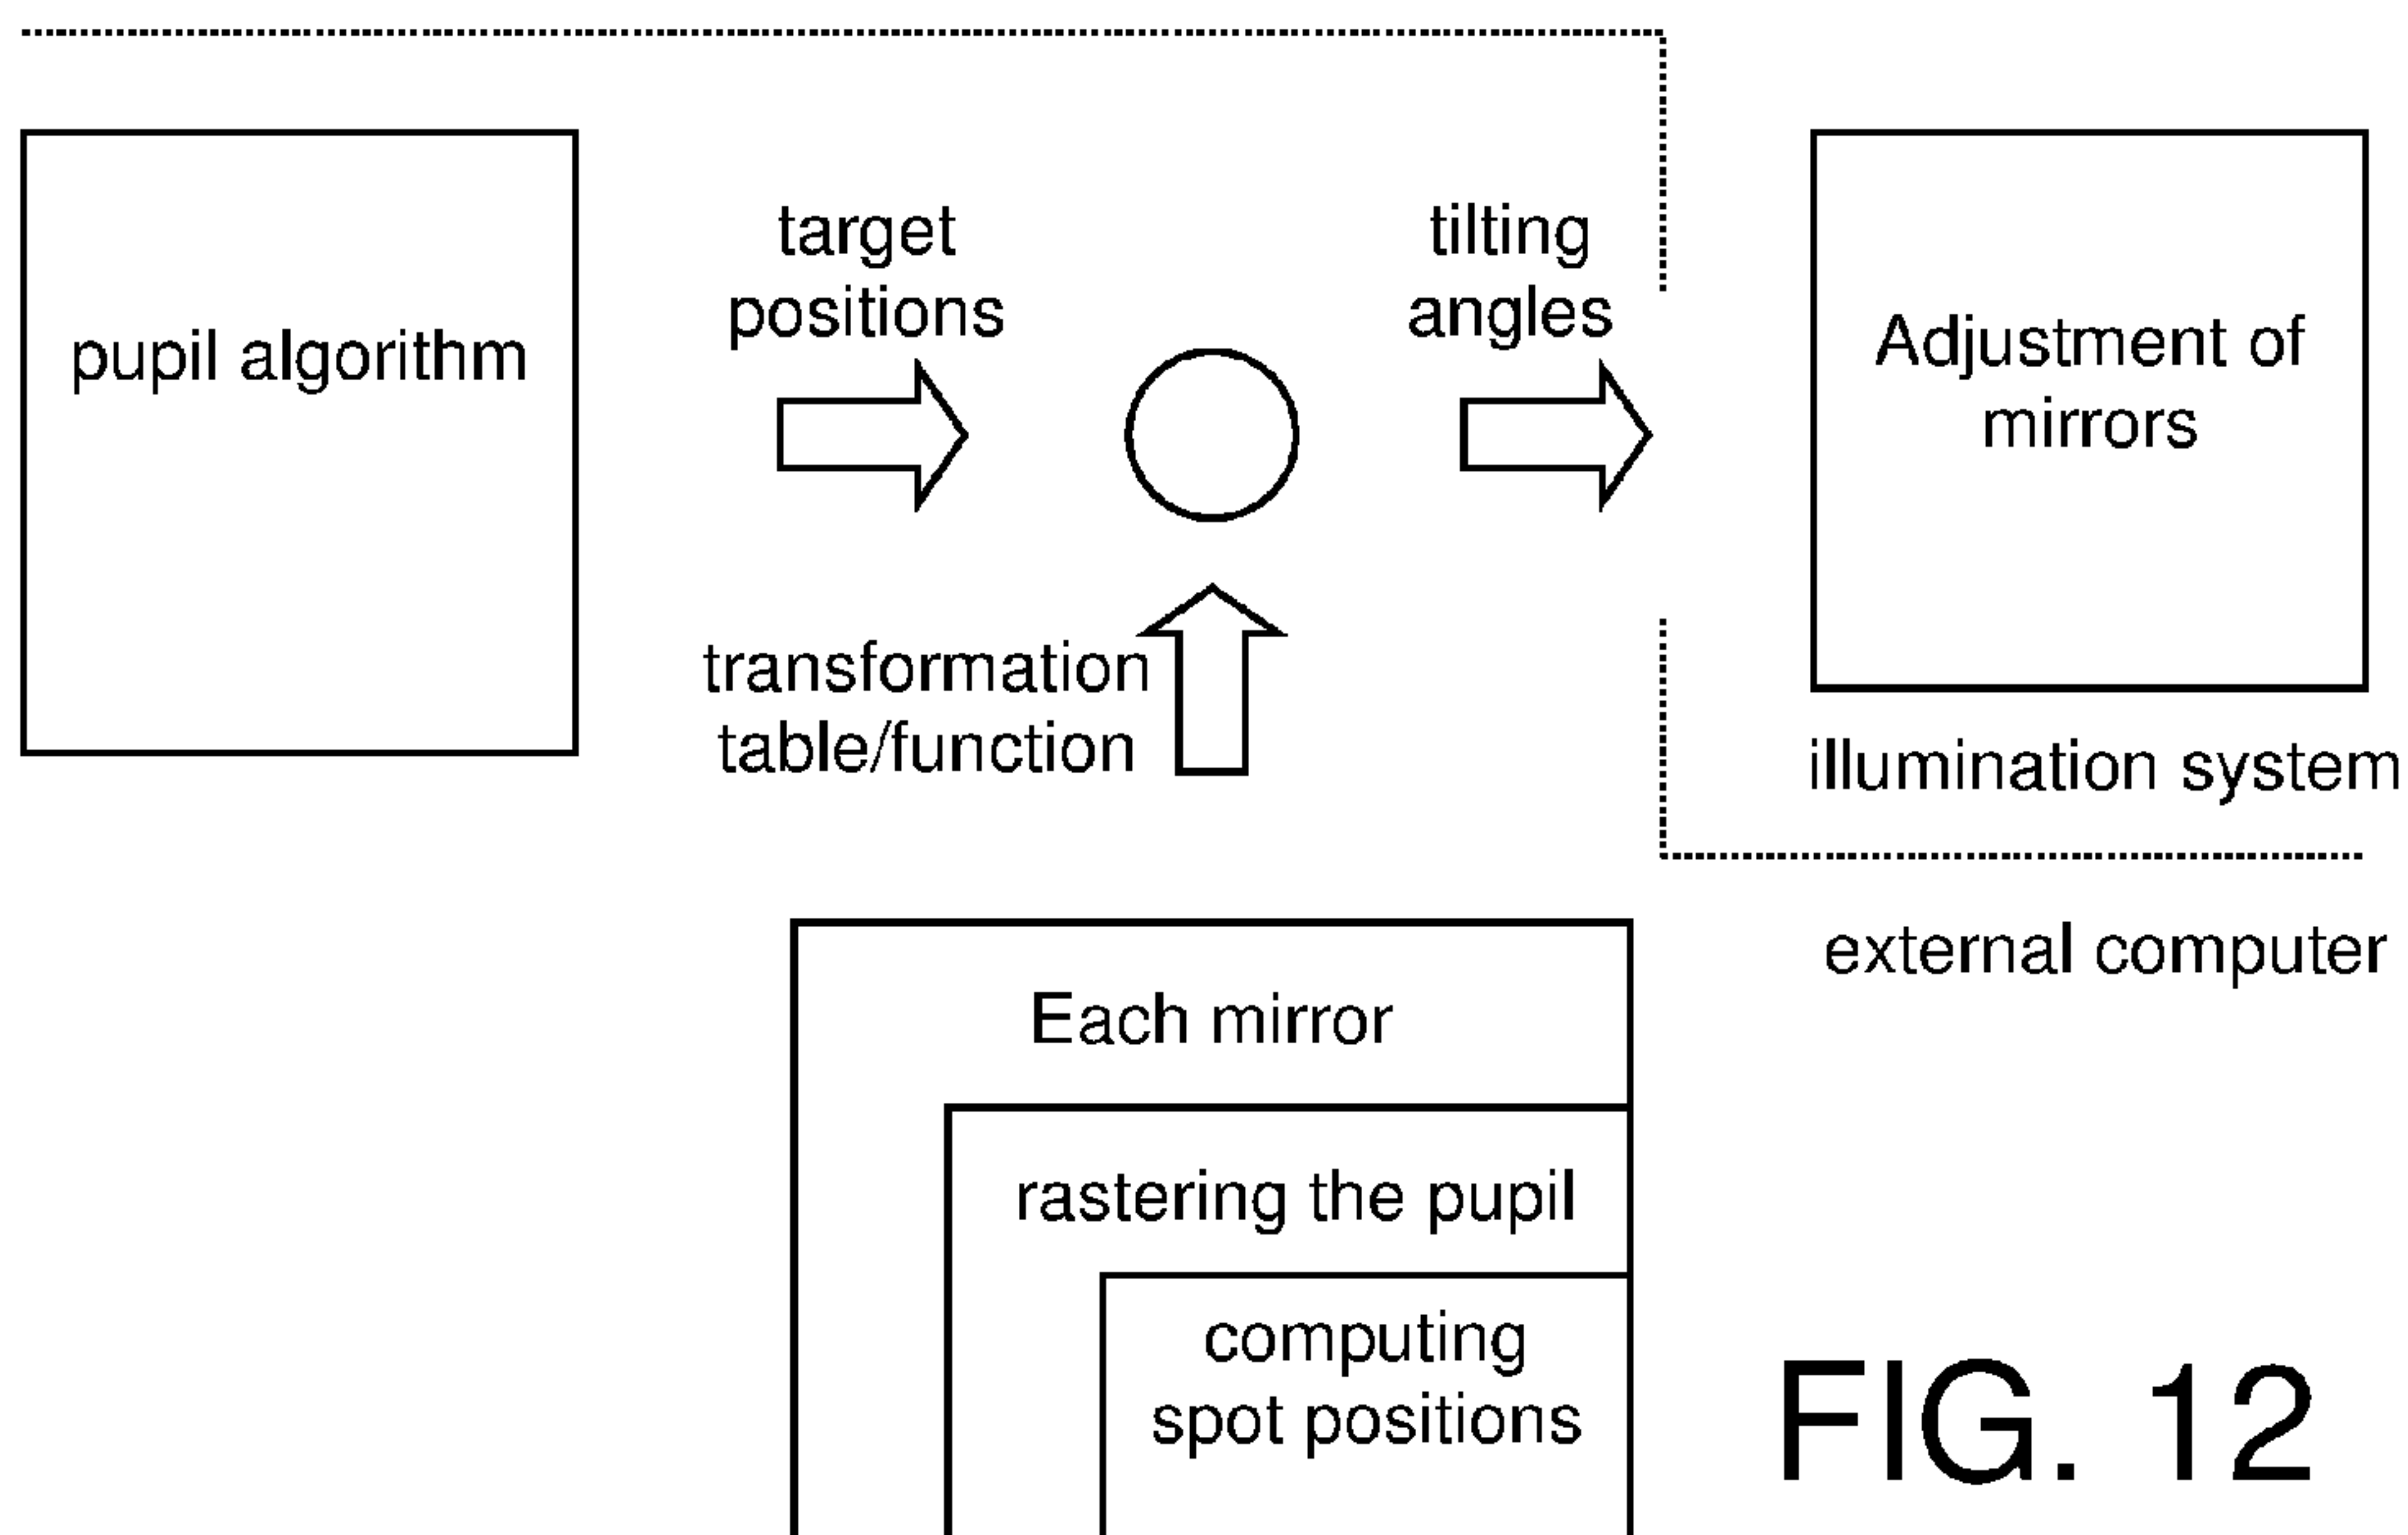 pupil algorithm
target
positions
tilting
angles
Adjustment of
mirrors
transformation
table/function
illumination system
external computer
Each mirror
rastering the pupil
computing
spot positions
FIG. 12